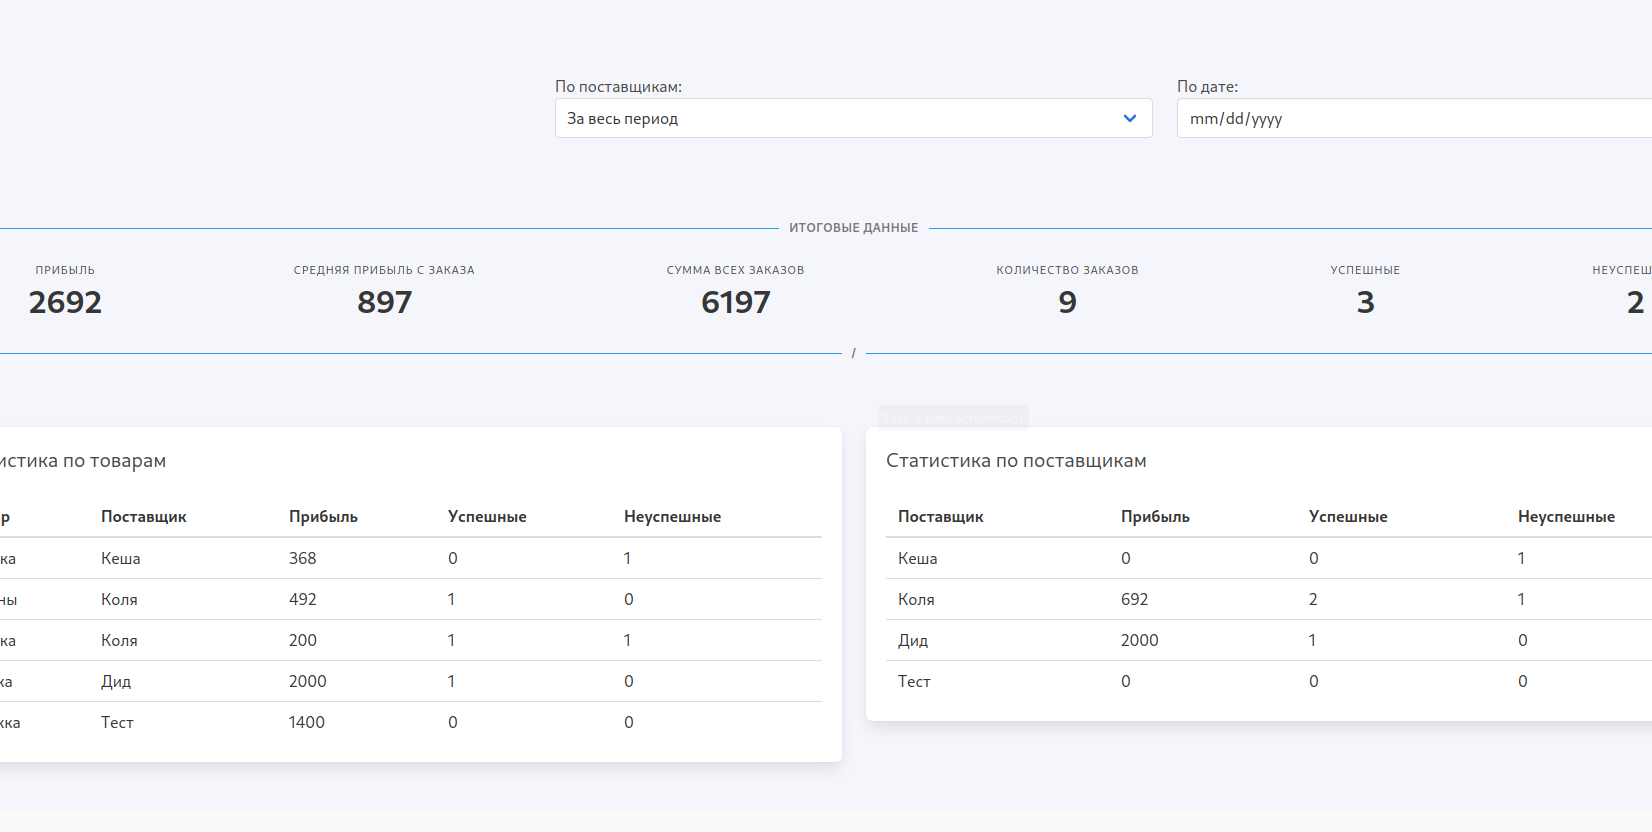 По поставщикам: По дате:
За весь период mm/dd/yyyy
ИТОГОВЫЕ ДАННЫЕ
ПРИБЫЛЬ СРЕДНЯЯ ПРИБЫЛЬ С ЗАКАЗА СУММА ВСЕХ ЗАКАЗОВ КОЛИЧЕСТВО ЗАКАЗОВ УСПЕШНЫЕ НЕУСПЕШ
2692 897 6197 9 3 2
/
Take a New Screenshot
истика по товарам
р Поставщик Прибыль Успешные Неуспешные
ка Кеша 368 0 1
ны Коля 492 1 0
ка Коля 200 1 1
ка Дид 2000 1 0
жка Тест 1400 0 0
Статистика по поставщикам
Поставщик Прибыль Успешные Неуспешные
Кеша 0 0 1
Коля 692 2 1
Дид 2000 1 0
Тест 0 0 0